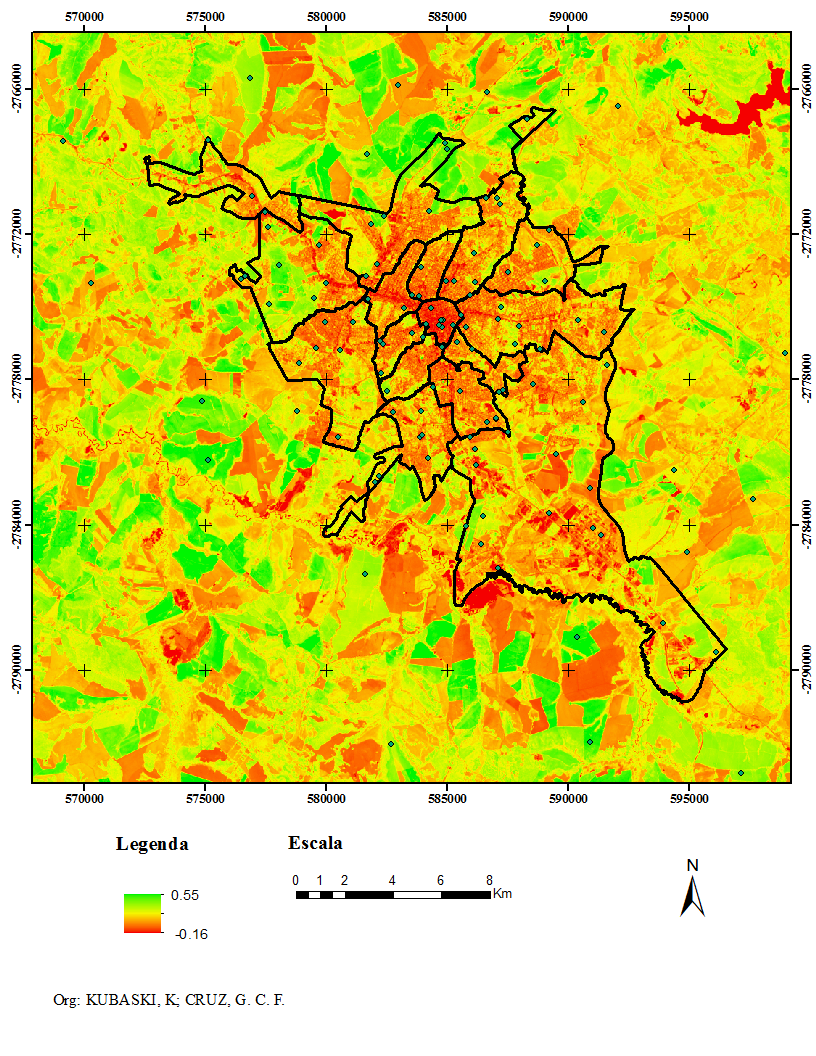 570000 575000 580000 585000 590000 595000
-2766000 -2766000
-2772000 -2772000
-2778000 -2778000
-2784000 -2784000
-2790000 -2790000
570000 575000 580000 585000 590000 595000
Legenda
0.55
-0.16
Escala
0 1 2 4 6 8
Km
N
Org: KUBASKI, K; CRUZ, G. C. F.